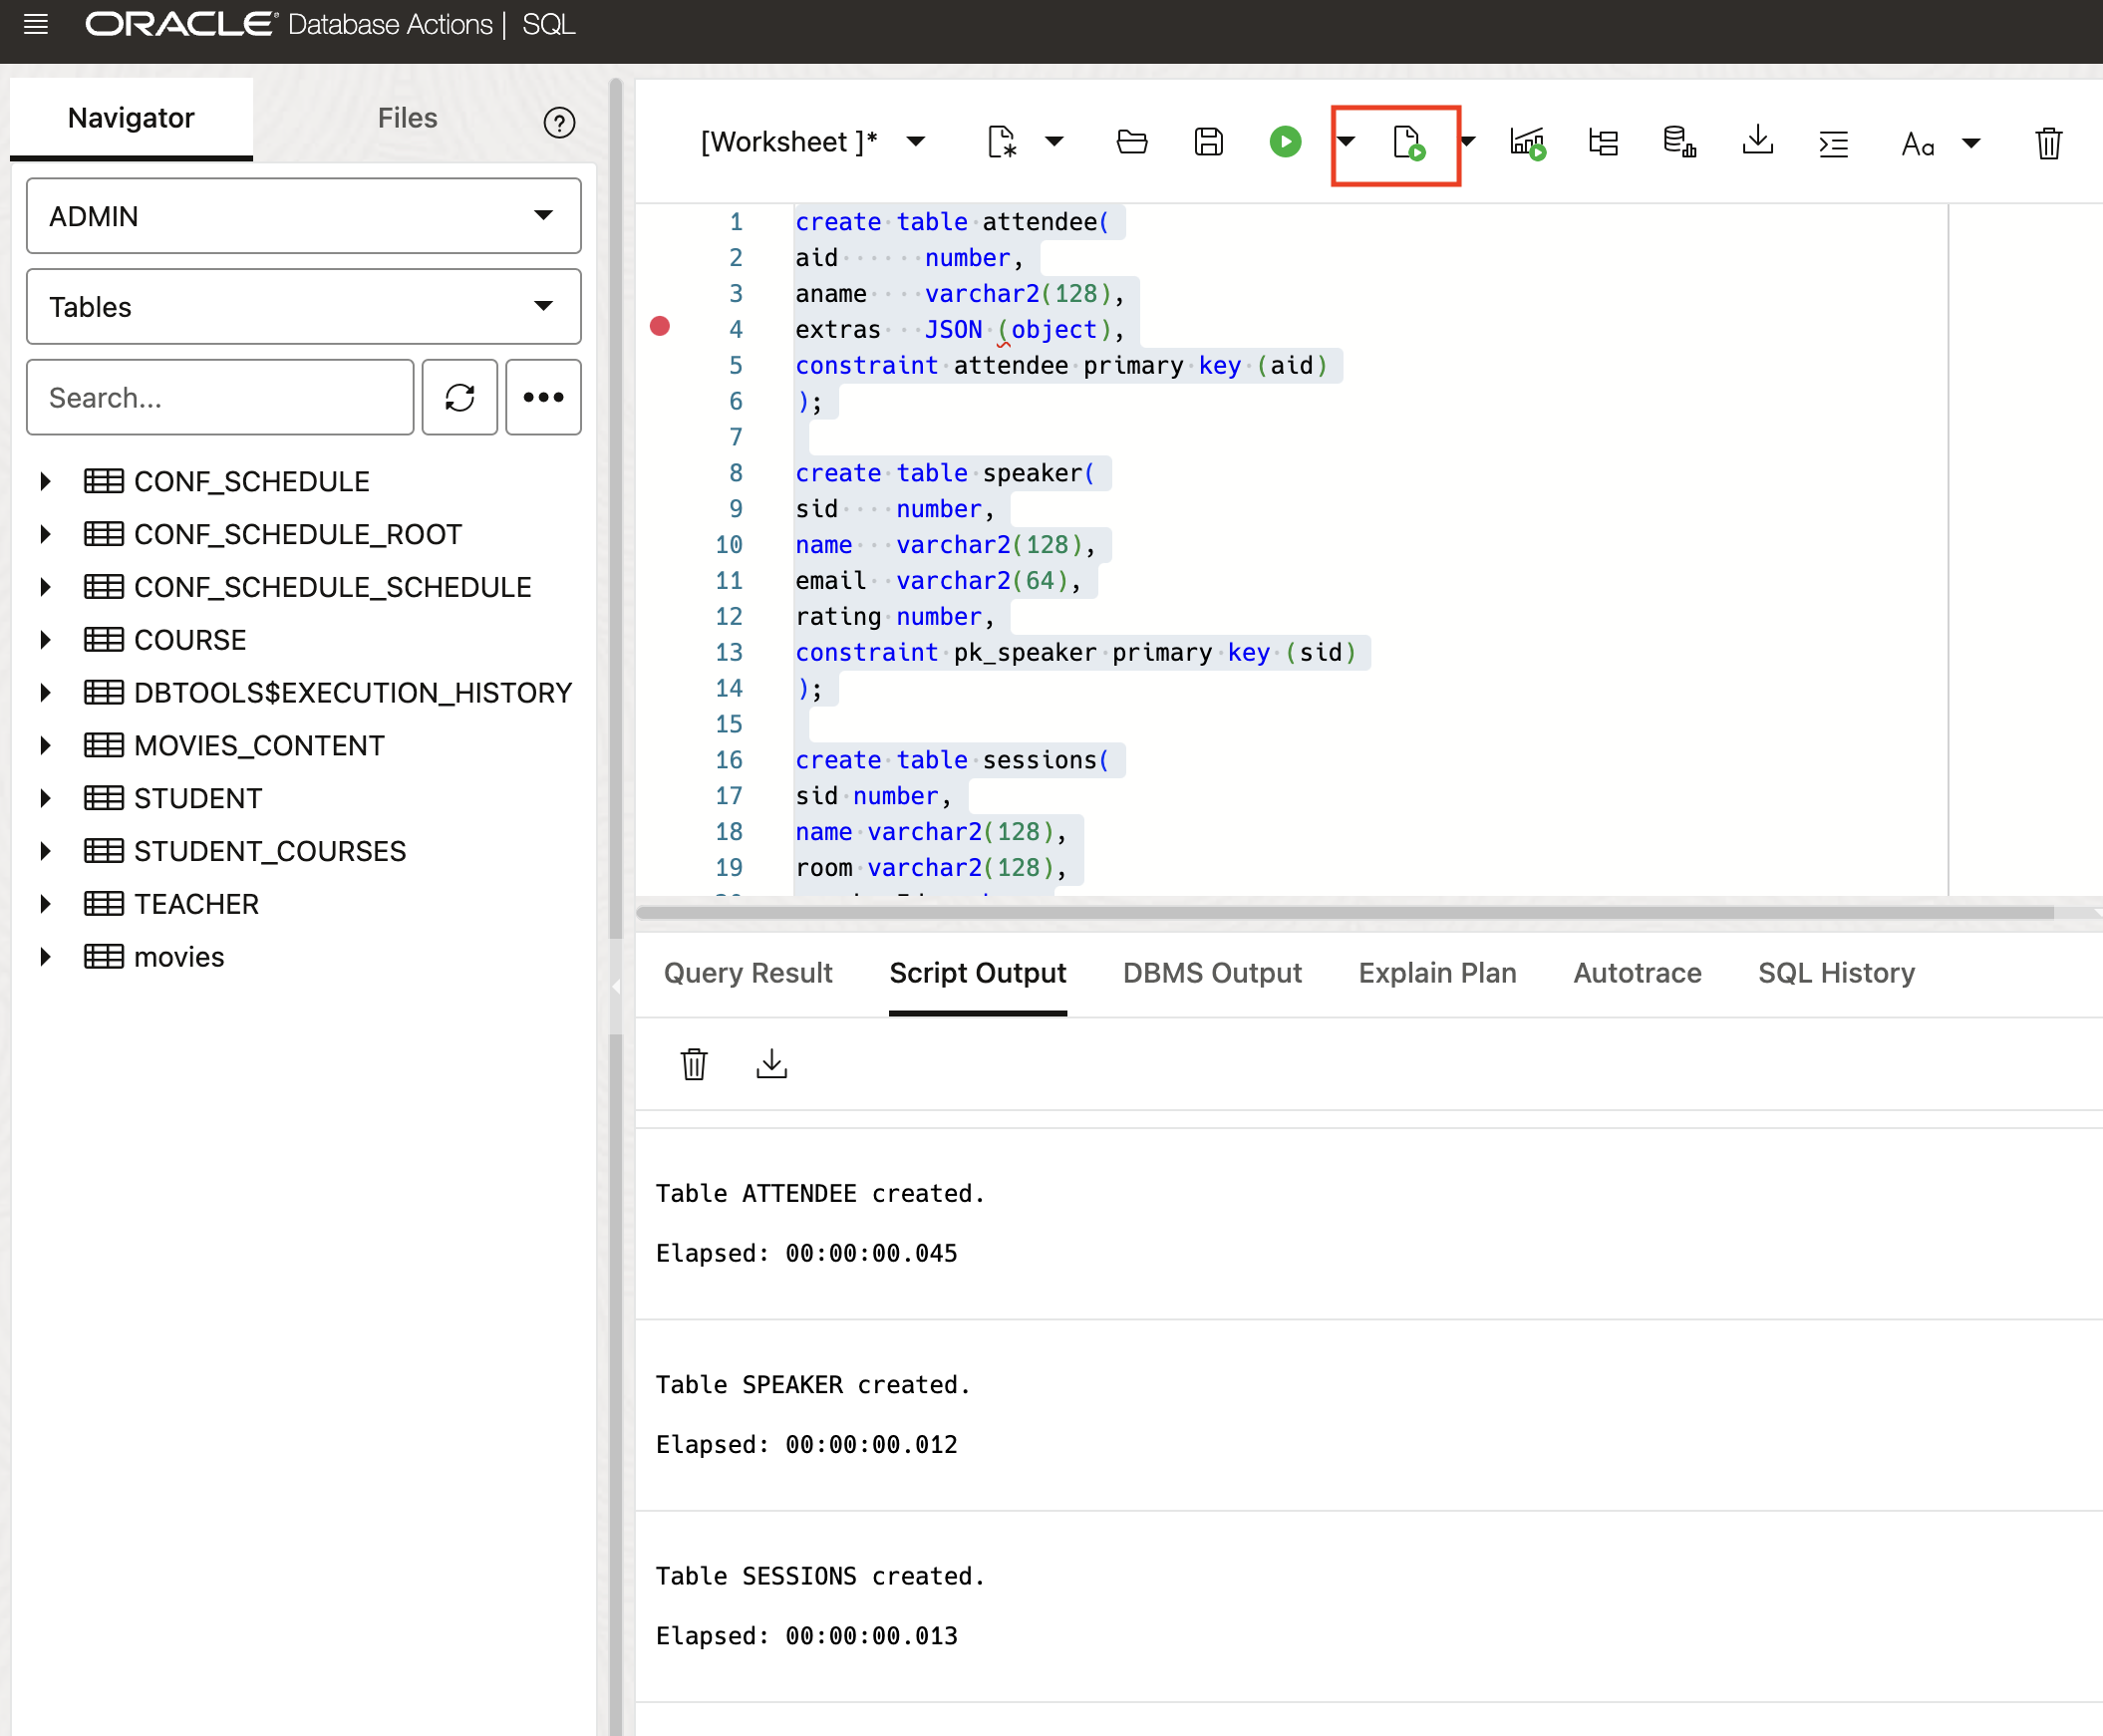 ORACLE Database Actions | SQL
Navigator
Files
?
ADMIN
Tables
Search...
CONF_SCHEDULE
CONF_SCHEDULE_ROOT
CONF_SCHEDULE_SCHEDULE
COURSE
DBTOOLS$EXECUTION_HISTORY
MOVIES_CONTENT
STUDENT
STUDENT_COURSES
TEACHER
movies
[Worksheet ]*
Aa
1 create table attendee(
2 aid number,
3 aname varchar2(128),
4 extras JSON (object),
5 constraint attendee primary key (aid)
6 );
7
8 create table speaker(
9 sid number,
10 name varchar2(128),
11 email varchar2(64),
12 rating number,
13 constraint pk_speaker primary key (sid)
14 );
15
16 create table sessions(
17 sid number,
18 name varchar2(128),
19 room varchar2(128),
Query Result
Script Output
DBMS Output
Explain Plan
Autotrace
SQL History
Table ATTENDEE created.
Elapsed: 00:00:00.045
Table SPEAKER created.
Elapsed: 00:00:00.012
Table SESSIONS created.
Elapsed: 00:00:00.013